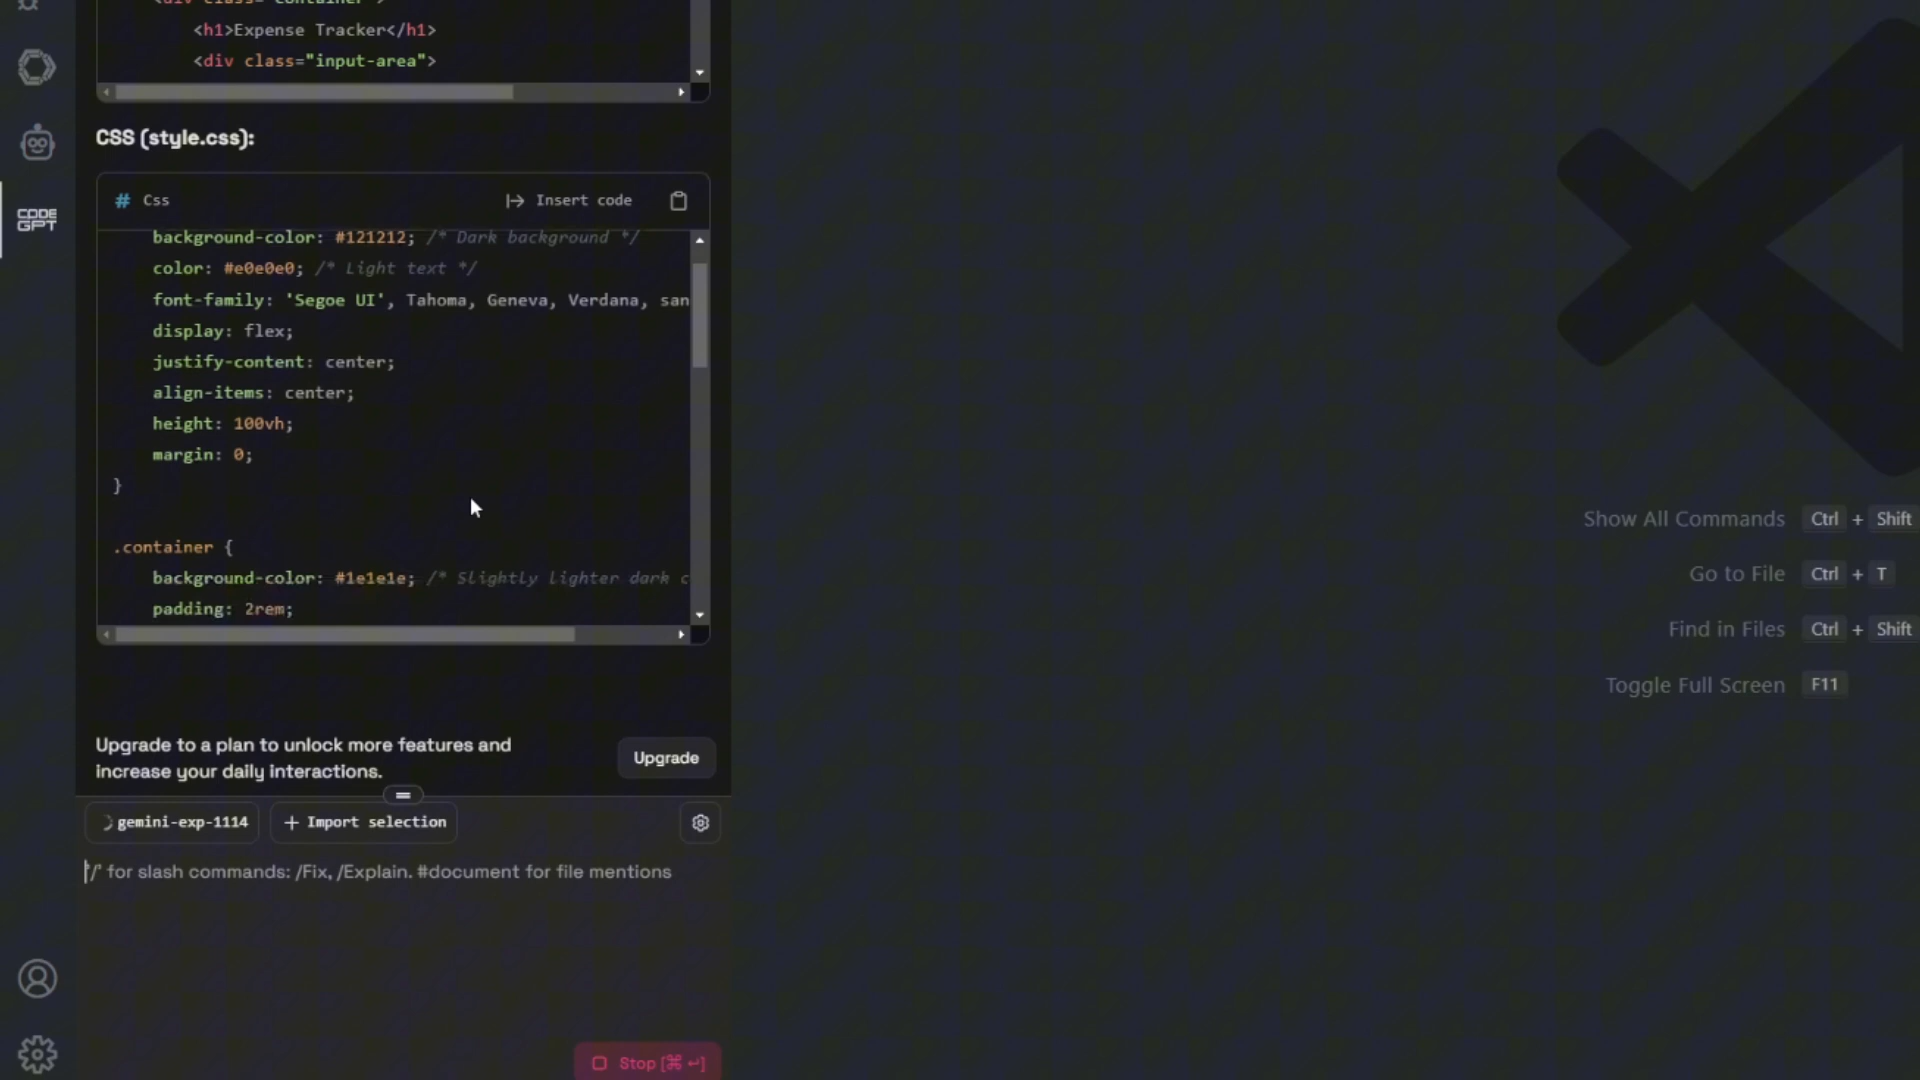 <div class="container">
<h1>Expense Tracker</h1>
<div class="input-area">
CSS (style.css):
# Css
Insert code
background-color: #121212; /* Dark background */
color: #e0e0e0; /* Light text */
font-family: 'Segoe UI', Tahoma, Geneva, Verdana, san
display: flex;
justify-content: center;
align-items: center;
height: 100vh;
margin: 0;
}
.container {
background-color: #1e1e1e; /* Slightly lighter dark c
padding: 2rem;
Upgrade to a plan to unlock more features and
increase your daily interactions.
Upgrade
gemini-exp-1114
+ Import selection
'/' for slash commands: /Fix, /Explain. #document for file mentions
Stop [⌘ ↵]
CODE
GPT
Show All Commands Ctrl + Shift
Go to File Ctrl + T
Find in Files Ctrl + Shift
Toggle Full Screen F11